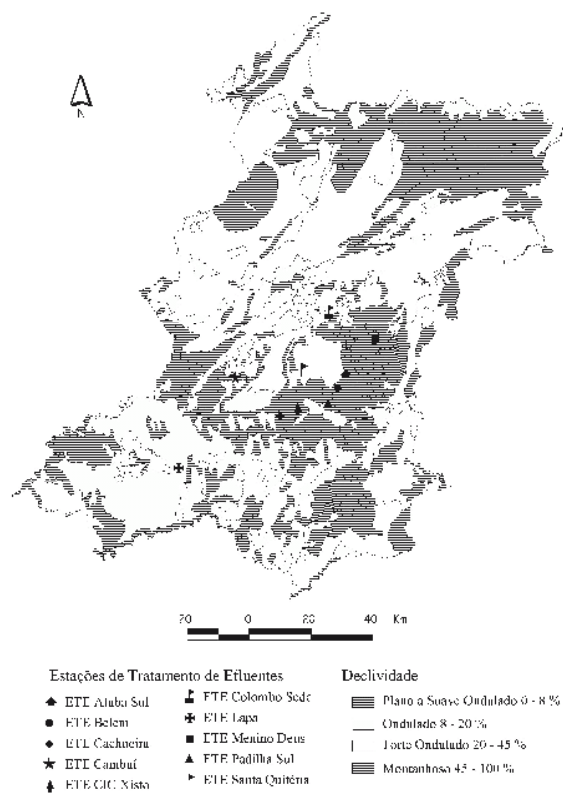 N
20 0 20 40 Km
Estações de Tratamento de Efluentes
ETE Atuba Sul
ETE Belem
ETE Cachoeira
ETE Cambuí
ETE CIC Xisto
ETE Colombo Sede
ETE Lapa
ETE Menino Deus
ETE Padilha Sul
ETE Santa Quitéria
Declividade
Plano a Suave Ondulado 0 - 8 %
Ondulado 8 - 20 %
Forte Ondulado 20 - 45 %
Montanhoso 45 - 100 %